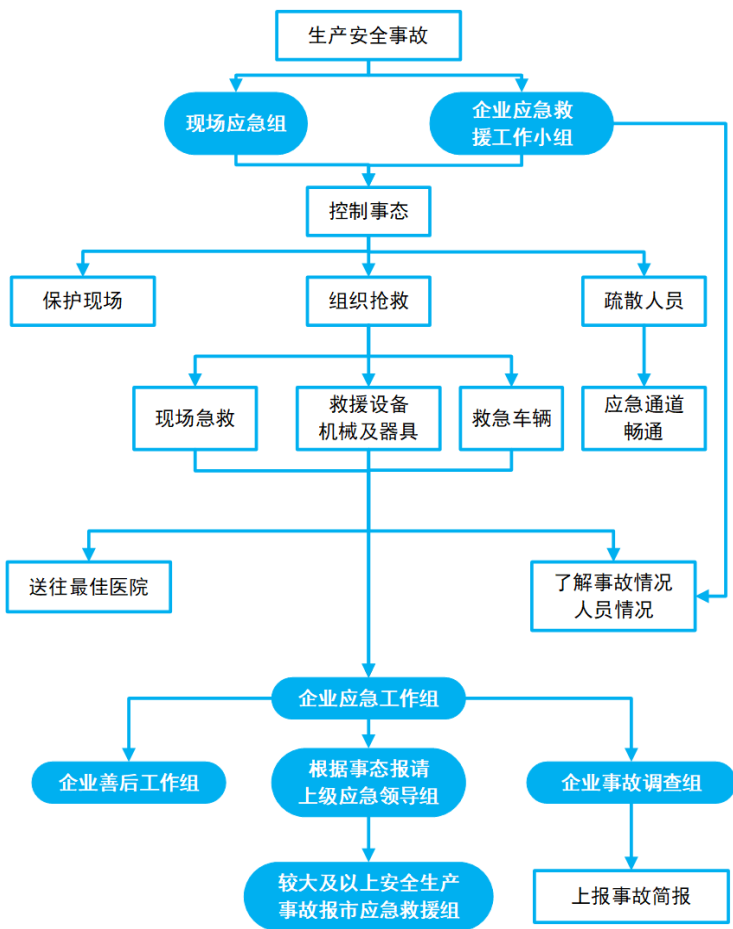 生产安全事故
现场应急组
企业应急救
援工作小组
控制事态
保护现场
组织抢救
疏散人员
现场急救
救援设备
机械及器具
救急车辆
应急通道
畅通
送往最佳医院
了解事故情况
人员情况
企业应急工作组
企业善后工作组
根据事态报请
上级应急领导组
企业事故调查组
较大及以上安全生产
事故报市应急救援组
上报事故简报